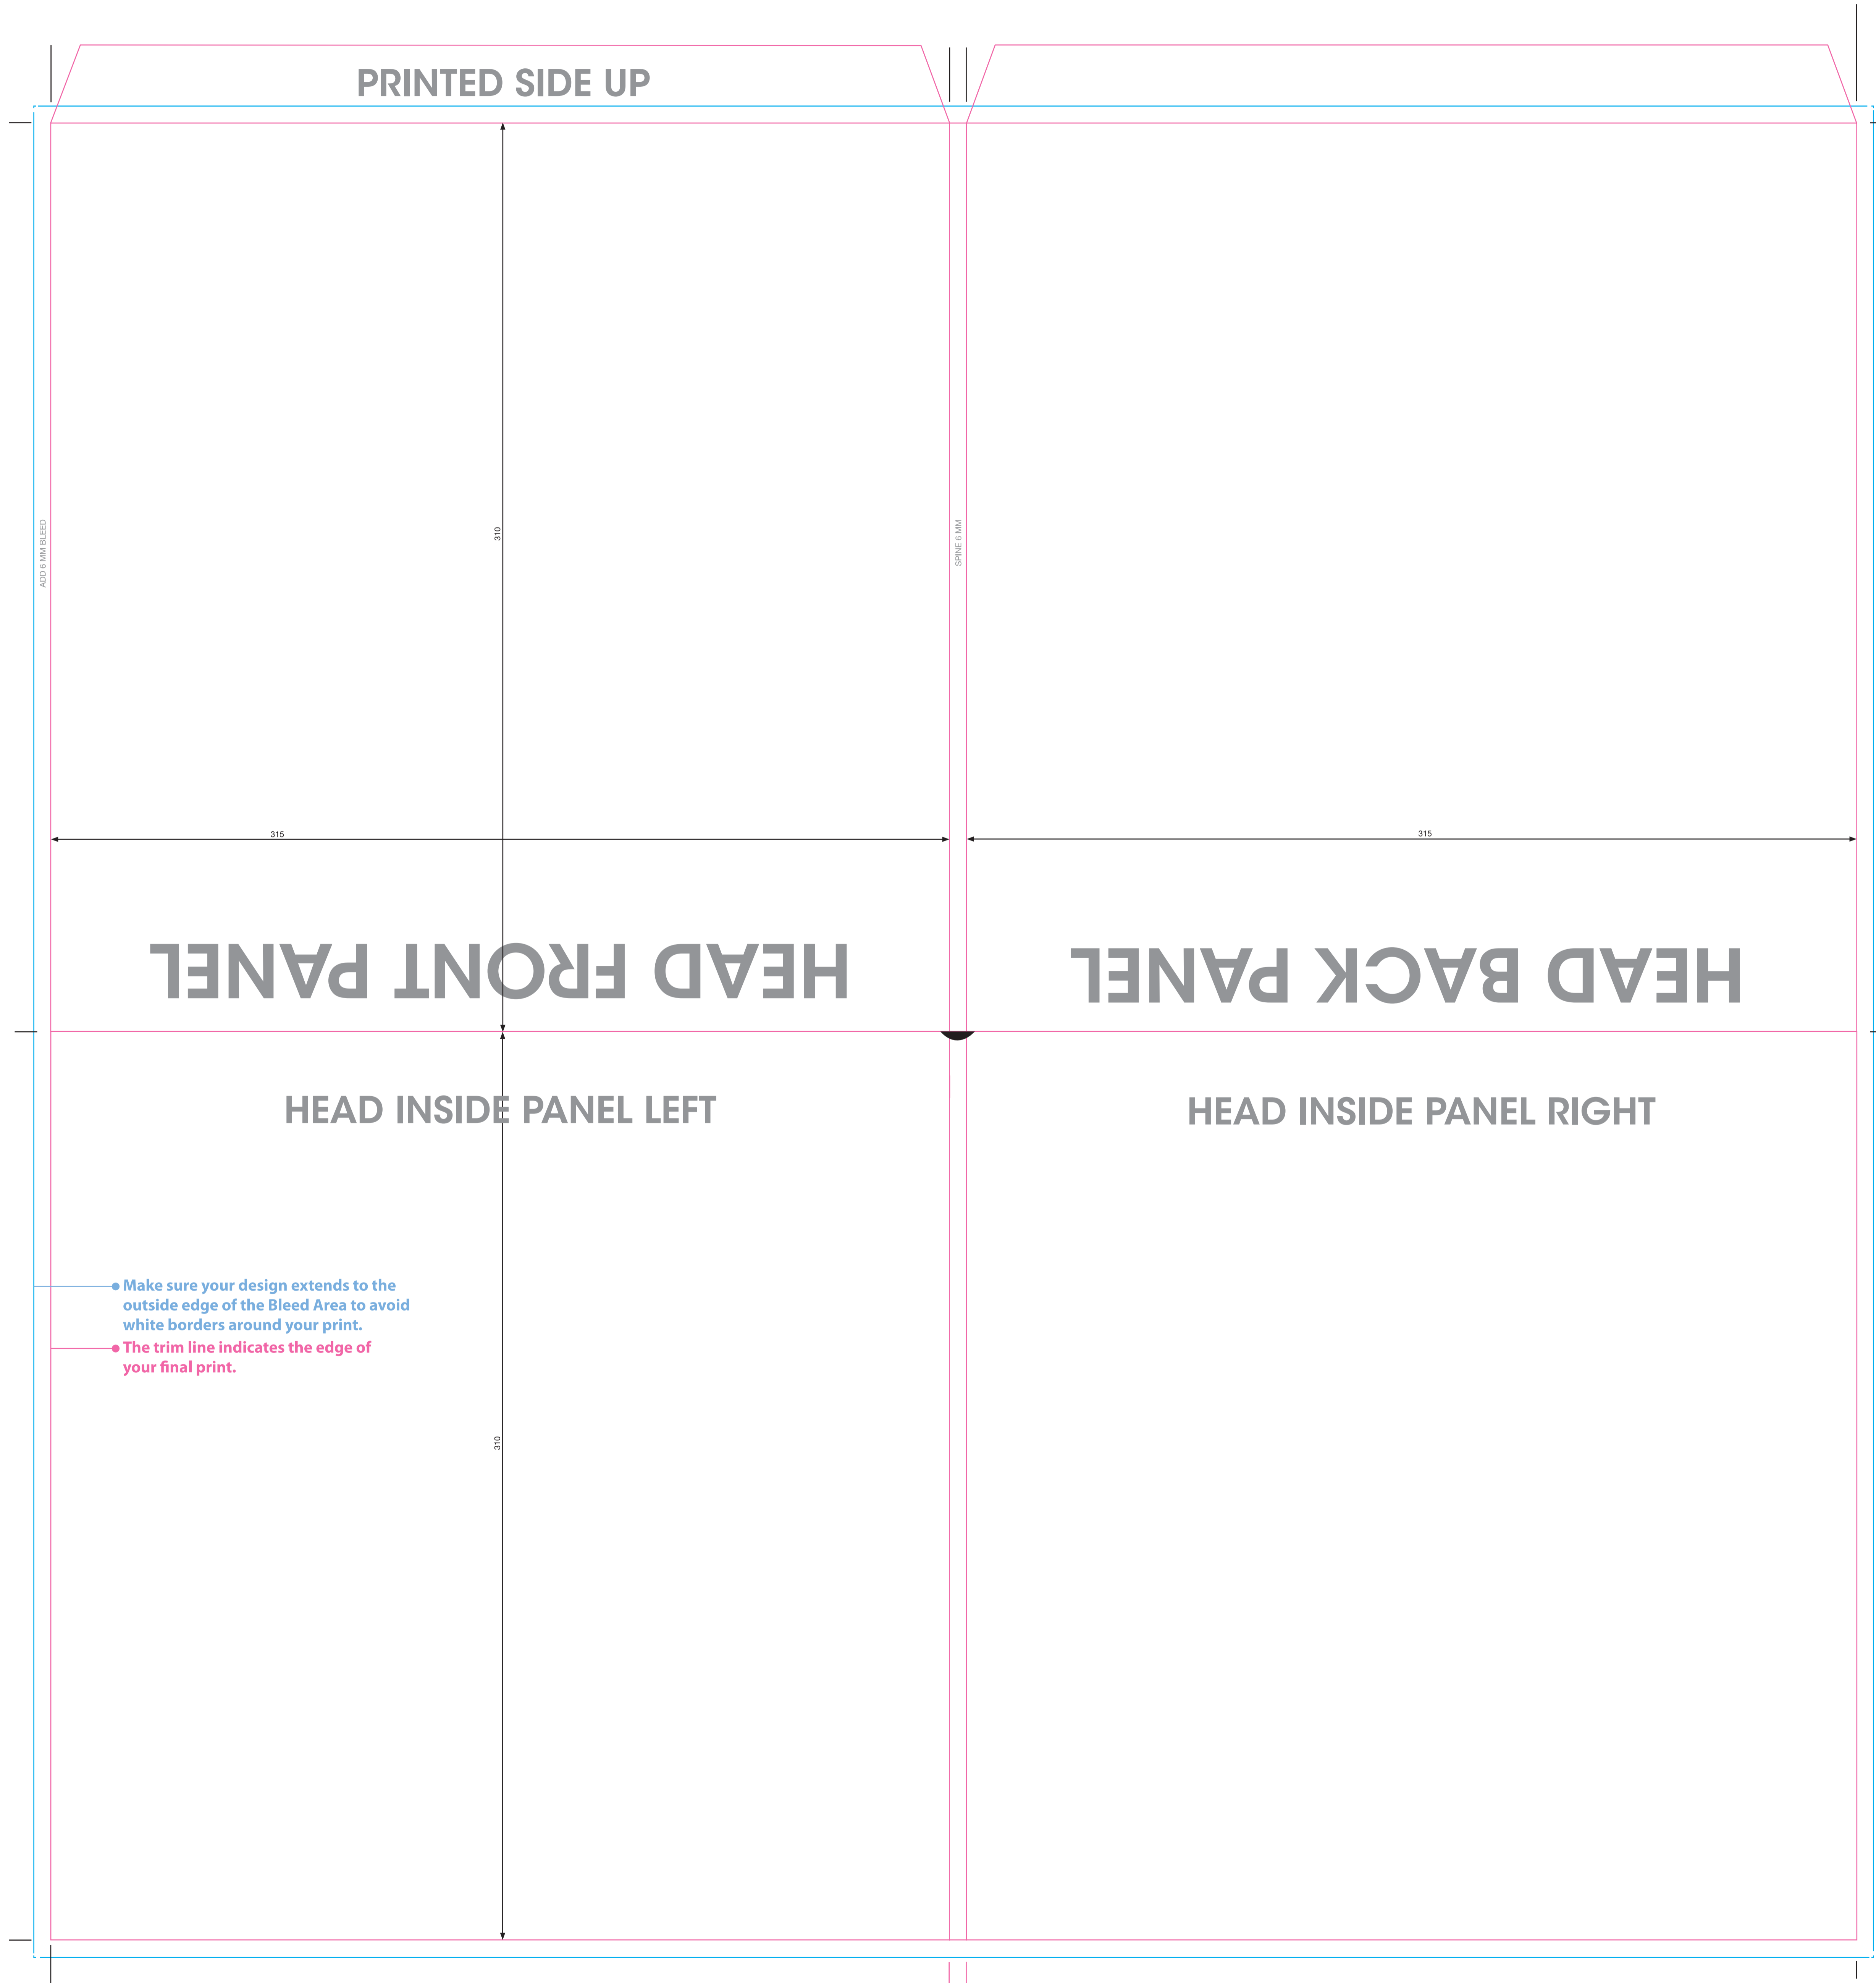 PRINTED SIDE UP
ADD 6 MM BLEED
310
SPINE 6 MM
315
315
HEAD FRONT PANEL
HEAD BACK PANEL
HEAD INSIDE PANEL LEFT
HEAD INSIDE PANEL RIGHT
Make sure your design extends to the
outside edge of the Bleed Area to avoid
white borders around your print.
The trim line indicates the edge of
your final print.
310